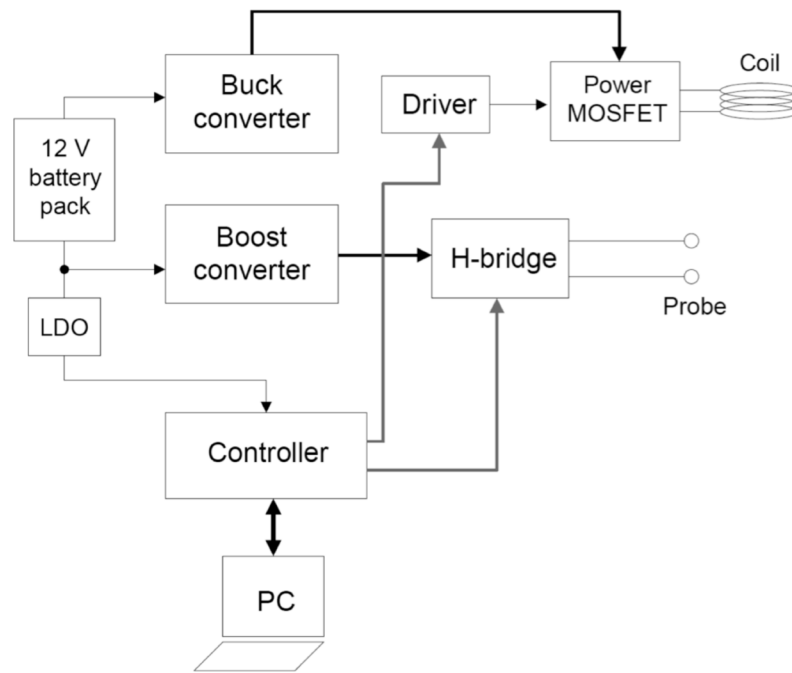 Buck
converter
Driver
Power
MOSFET
Coil
12 V
battery
pack
Boost
converter
H-bridge
Probe
LDO
Controller
PC